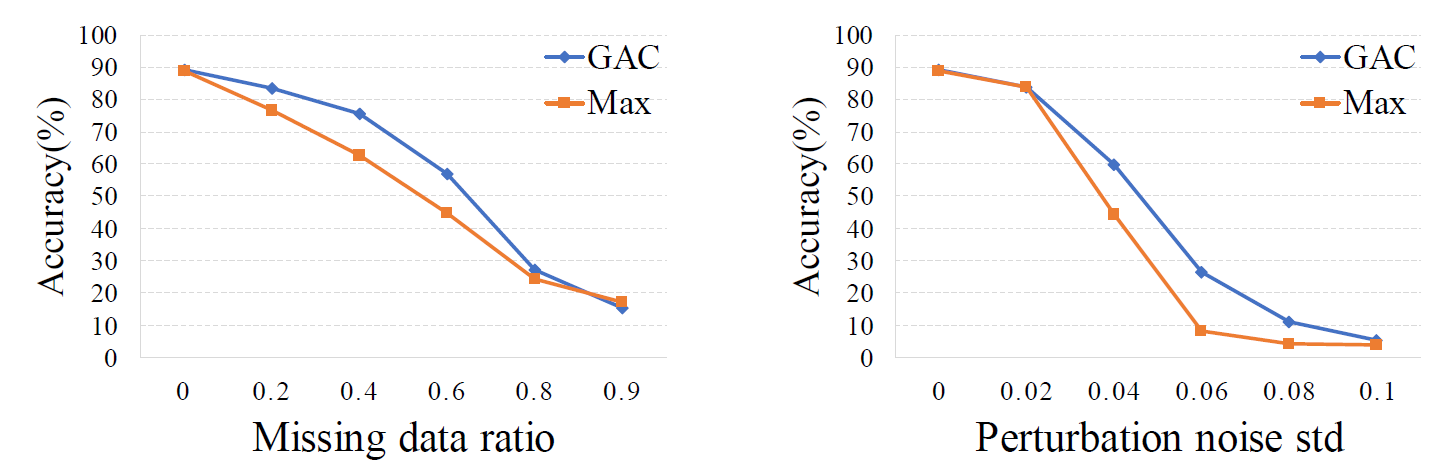 100
90
80
70
60
50
40
30
20
10
0
Accuracy(%)
GAC
Max
0 0.2 0.4 0.6 0.8 0.9
Missing data ratio
100
90
80
70
60
50
40
30
20
10
0
Accuracy(%)
GAC
Max
0 0.02 0.04 0.06 0.08 0.1
Perturbation noise std